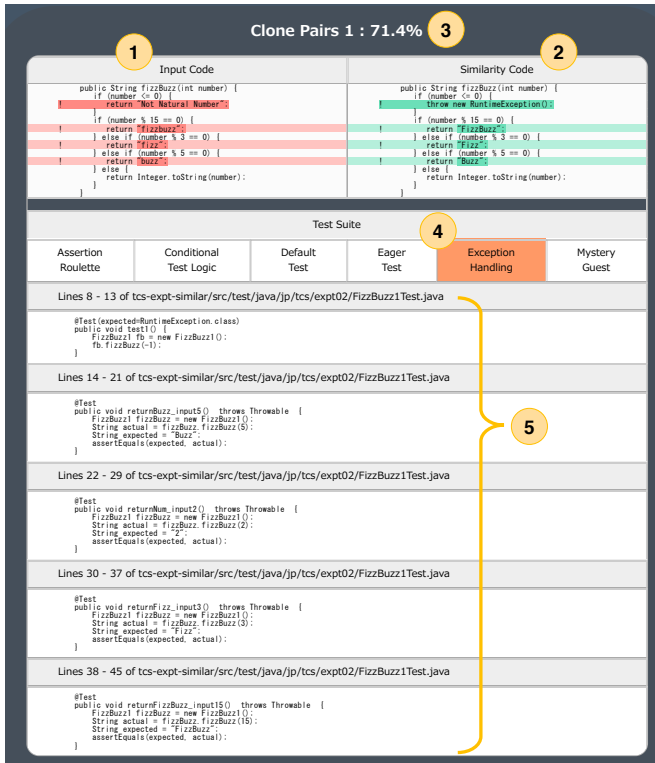 Clone Pairs 1 : 71.4%
3
1
2
Input Code
Similarity Code
public String fizzBuzz(int number) {
if (number <= 0) {
! return "Not Natural Number";
}
if (number % 15 == 0) {
! return "fizzbuzz";
} else if (number % 3 == 0) {
! return "fizz";
} else if (number % 5 == 0) {
! return "buzz";
} else {
return Integer.toString(number);
}
}
public String fizzBuzz(int number) {
if (number <= 0) {
! throw new RuntimeException();
}
if (number % 15 == 0) {
! return "FizzBuzz";
} else if (number % 3 == 0) {
! return "Fizz";
} else if (number % 5 == 0) {
! return "Buzz";
} else {
return Integer.toString(number);
}
}
Test Suite
4
Assertion
Roulette
Conditional
Test Logic
Default
Test
Eager
Test
Exception
Handling
Mystery
Guest
Lines 8 - 13 of tcs-expt-similar/src/test/java/jp/tcs/expt02/FizzBuzz1Test.java
@Test(expected=RuntimeException.class)
public void test1() {
FizzBuzz1 fb = new FizzBuzz1();
fb.fizzBuzz(-1);
}
Lines 14 - 21 of tcs-expt-similar/src/test/java/jp/tcs/expt02/FizzBuzz1Test.java
@Test
public void returnBuzz_input5() throws Throwable {
FizzBuzz1 fizzBuzz = new FizzBuzz1();
String actual = fizzBuzz.fizzBuzz(5);
String expected = "Buzz";
assertEquals(expected, actual);
}
5
Lines 22 - 29 of tcs-expt-similar/src/test/java/jp/tcs/expt02/FizzBuzz1Test.java
@Test
public void returnNum_input2() throws Throwable {
FizzBuzz1 fizzBuzz = new FizzBuzz1();
String actual = fizzBuzz.fizzBuzz(2);
String expected = "2";
assertEquals(expected, actual);
}
Lines 30 - 37 of tcs-expt-similar/src/test/java/jp/tcs/expt02/FizzBuzz1Test.java
@Test
public void returnFizz_input3() throws Throwable {
FizzBuzz1 fizzBuzz = new FizzBuzz1();
String actual = fizzBuzz.fizzBuzz(3);
String expected = "Fizz";
assertEquals(expected, actual);
}
Lines 38 - 45 of tcs-expt-similar/src/test/java/jp/tcs/expt02/FizzBuzz1Test.java
@Test
public void returnFizzBuzz_input15() throws Throwable {
FizzBuzz1 fizzBuzz = new FizzBuzz1();
String actual = fizzBuzz.fizzBuzz(15);
String expected = "FizzBuzz";
assertEquals(expected, actual);
}